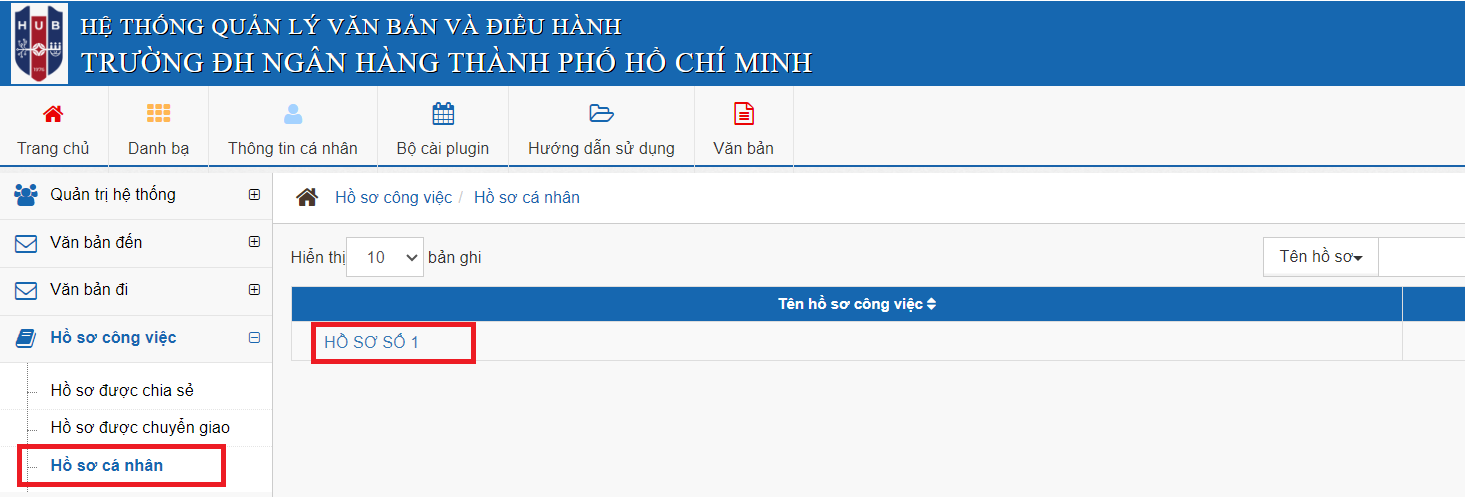 HUB
HỆ THỐNG QUẢN LÝ VĂN BẢN VÀ ĐIỀU HÀNH
TRƯỜNG ĐH NGÂN HÀNG THÀNH PHỐ HỒ CHÍ MINH
Trang chủ
Danh bạ
Thông tin cá nhân
Bộ cài plugin
Hướng dẫn sử dụng
Văn bản
Quản trị hệ thống
Văn bản đến
Văn bản đi
Hồ sơ công việc
Hồ sơ được chia sẻ
Hồ sơ được chuyển giao
Hồ sơ cá nhân
Hồ sơ công việc / Hồ sơ cá nhân
Hiển thị 10 bản ghi
Tên hồ sơ
Tên hồ sơ công việc
HỒ SƠ SỐ 1